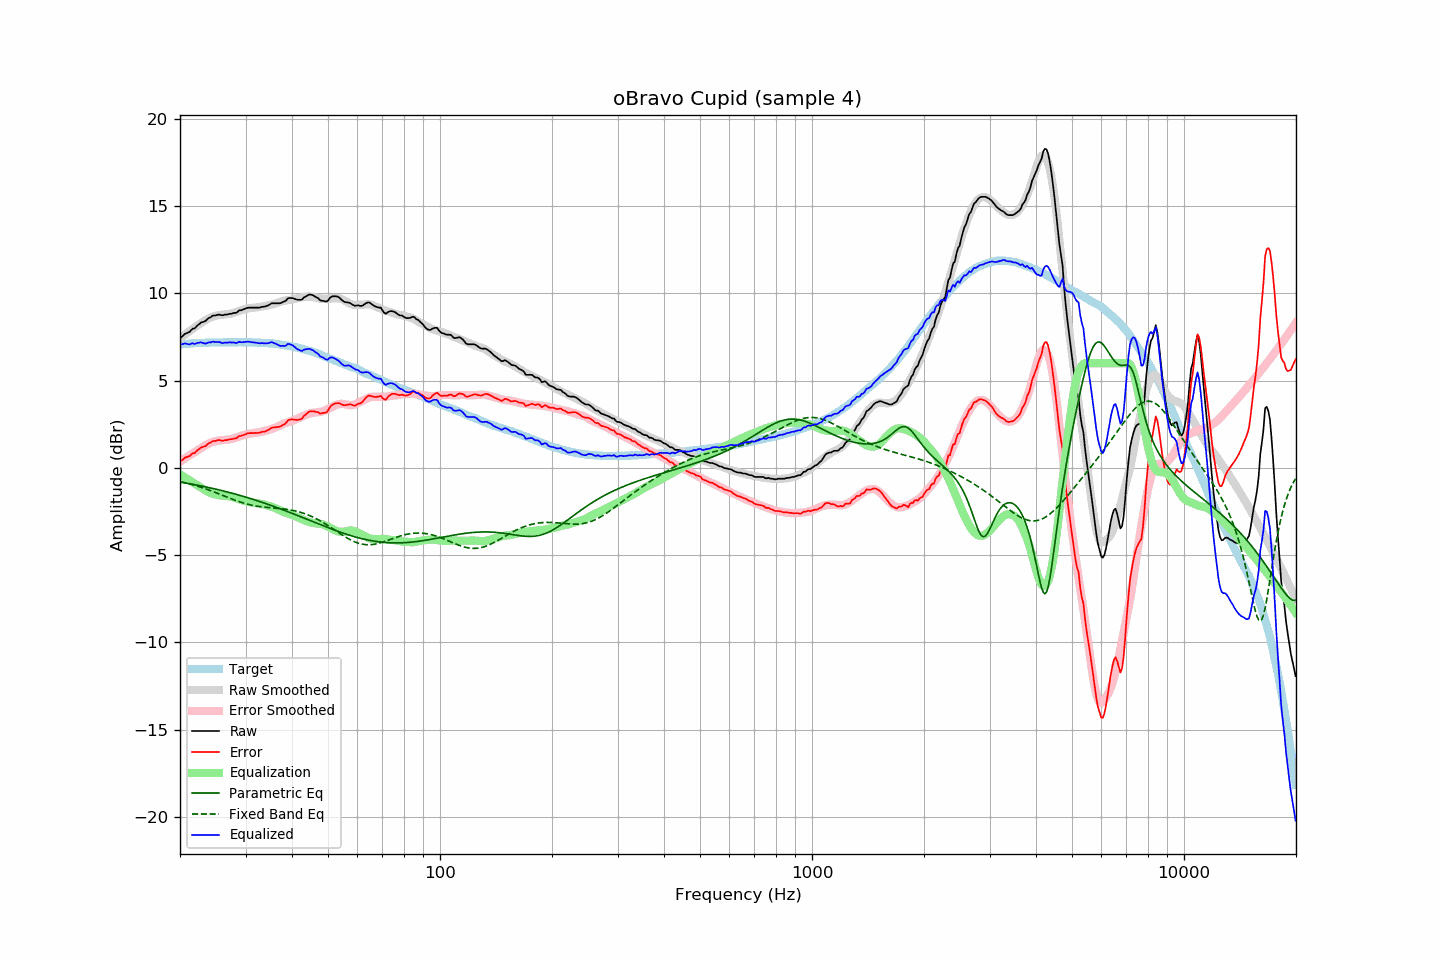 oBravo Cupid (sample 4)
20
15
10
5
0
−5
−10
−15
−20
Amplitude (dBr)
Target
Raw Smoothed
Error Smoothed
Raw
Error
Equalization
Parametric Eq
Fixed Band Eq
Equalized
100
1000
10000
Frequency (Hz)